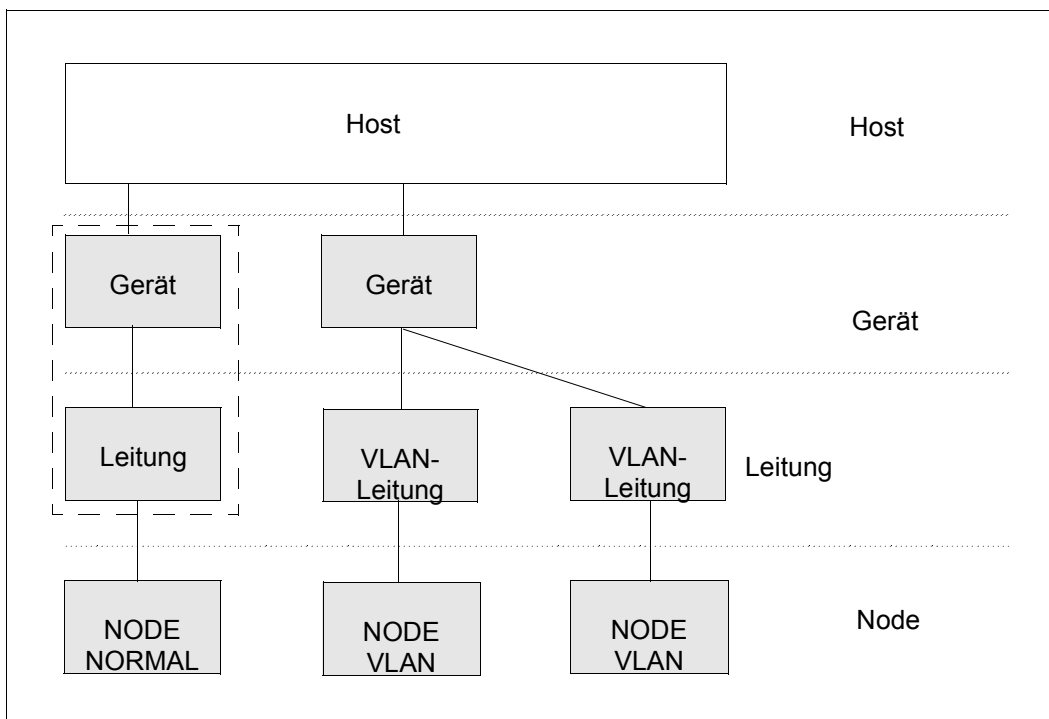 Host
Host
Gerät
Gerät
Gerät
Leitung
VLAN-
Leitung
VLAN-
Leitung
Leitung
NODE
NORMAL
NODE
VLAN
NODE
VLAN
Node